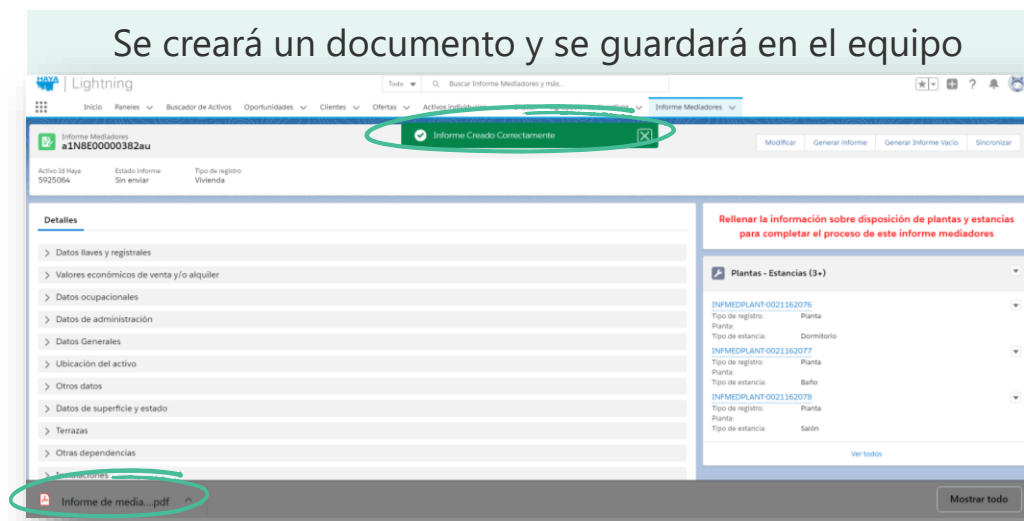 Se creará un documento y se guardará en el equipo
HAYA Lightning
Todo Buscar Informe Mediadores y más...
Inicio Paneles Buscador de Activos Oportunidades Clientes Ofertas Informe Mediadores
Informe Creado Correctamente
Informe Mediadores
a1N8E00000382au
Modificar Generar Informe Generar Informe Vacío Sincronizar
Activo Id Haya Estado Informe Tipo de registro
5925064 Sin enviar Vivienda
Detalles
Datos llaves y registrales
Valores económicos de venta y/o alquiler
Datos ocupacionales
Datos de administración
Datos Generales
Ubicación del activo
Otros datos
Datos de superficie y estado
Terrazas
Otras dependencias
Instalaciones
Rellenar la información sobre disposición de plantas y estancias
para completar el proceso de este informe mediadores
Plantas - Estancias (3+)
INFMEDPLANT-0021162076
Tipo de registro: Planta
Planta:
Tipo de estancia: Dormitorio
INFMEDPLANT-0021162077
Tipo de registro: Planta
Planta:
Tipo de estancia: Baño
INFMEDPLANT-0021162078
Tipo de registro: Planta
Planta:
Tipo de estancia: Salón
Ver todos
Informe de media....pdf
Mostrar todo